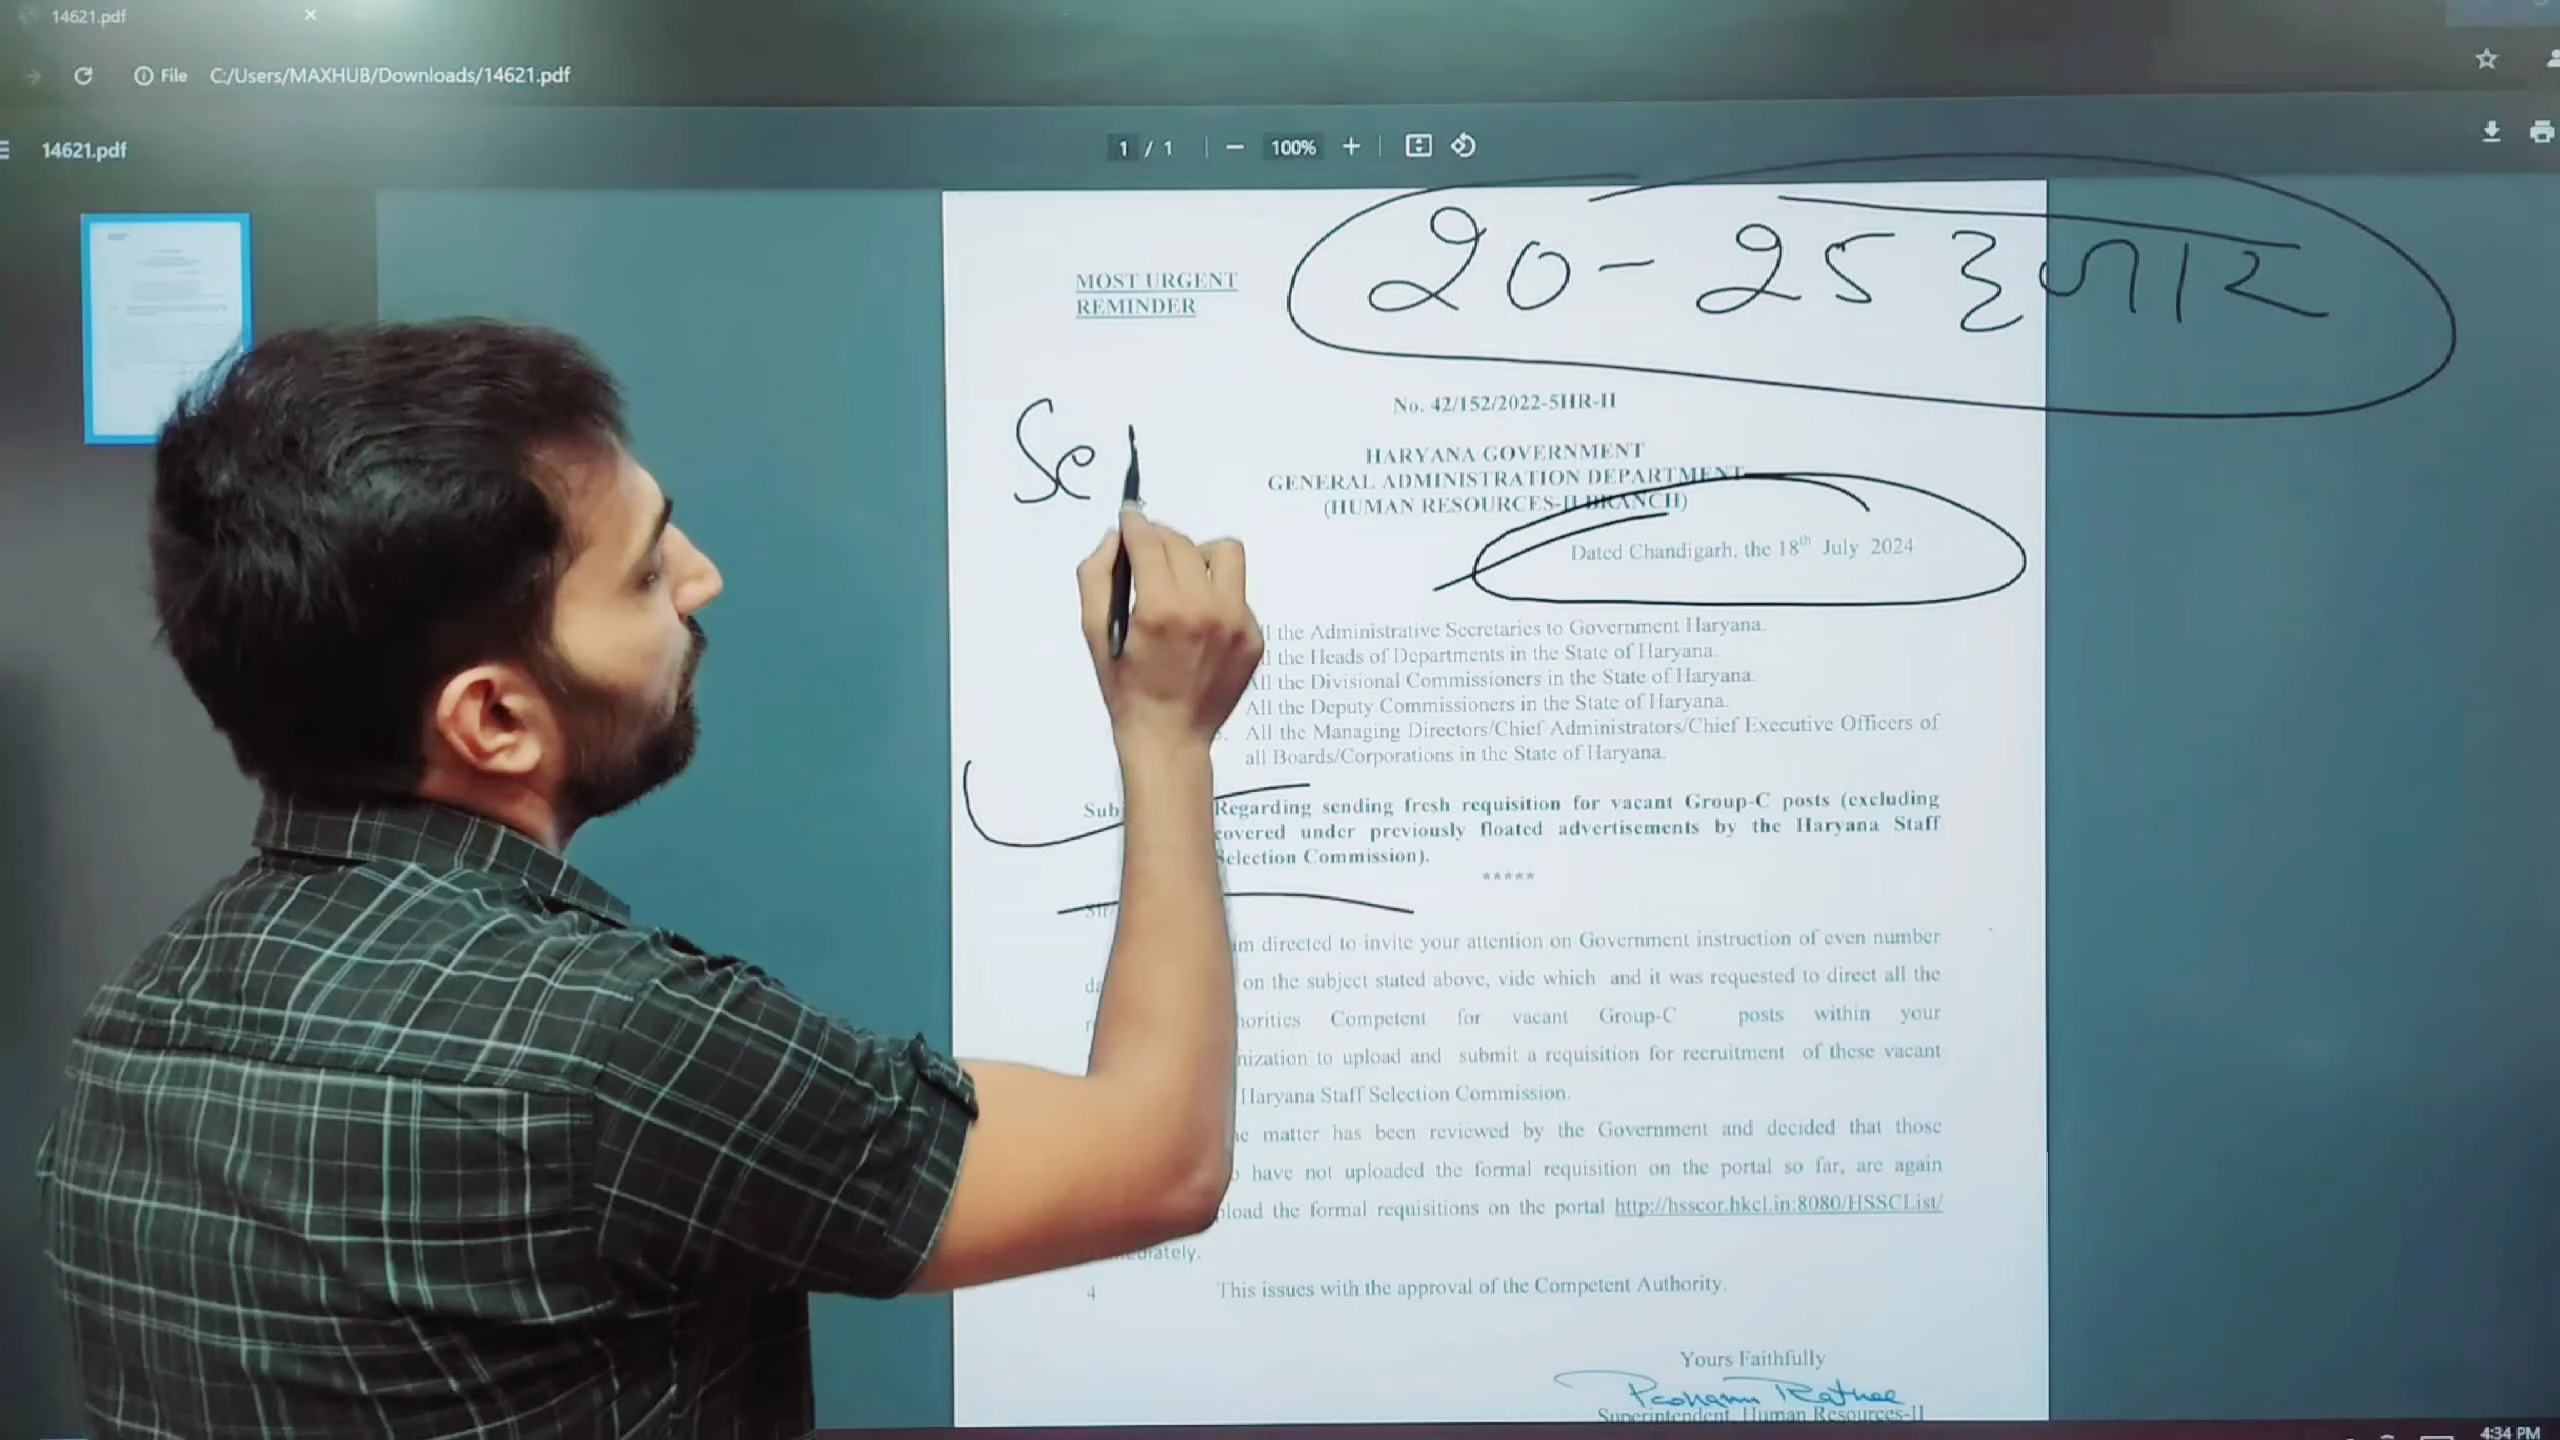 14621.pdf
File C:/Users/MAXHUB/Downloads/14621.pdf
14621.pdf
1 / 1
100%
20-25 हजार
MOST URGENT
REMINDER
No. 42/152/2022-5HR-II
Se
HARYANA GOVERNMENT
GENERAL ADMINISTRATION DEPARTMENT
(HUMAN RESOURCES-II BRANCH)
Dated Chandigarh, the 18th July 2024
the Administrative Secretaries to Government Haryana.
the Heads of Departments in the State of Haryana.
All the Divisional Commissioners in the State of Haryana.
All the Deputy Commissioners in the State of Haryana.
All the Managing Directors/Chief Administrators/Chief Executive Officers of
all Boards/Corporations in the State of Haryana.
Sub Regarding sending fresh requisition for vacant Group-C posts (excluding
covered under previously floated advertisements by the Haryana Staff
Selection Commission).
*****
directed to invite your attention on Government instruction of even number
on the subject stated above, vide which and it was requested to direct all the
Competent for vacant Group-C posts within your
to upload and submit a requisition for recruitment of these vacant
Haryana Staff Selection Commission.
matter has been reviewed by the Government and decided that those
have not uploaded the formal requisition on the portal so far, are again
the formal requisitions on the portal http://hsscor.hkcl.in:8080/HSSCList/
4 This issues with the approval of the Competent Authority.
Yours Faithfully
Superintendent, Human Resources-II
4:34 PM